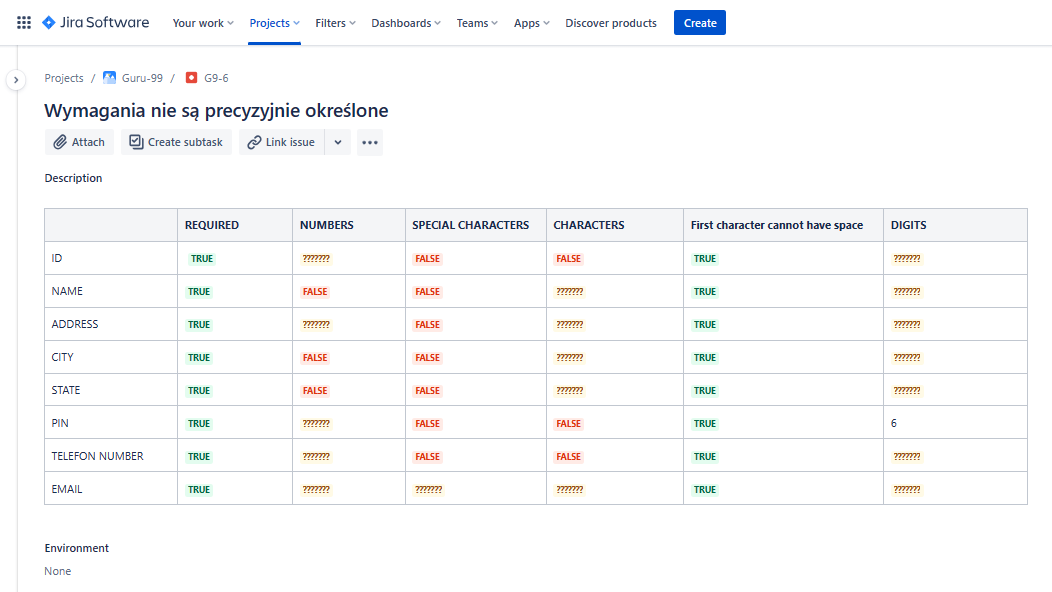 Jira Software Your work Projects Filters Dashboards Teams Apps Discover products Create
Projects / Guru-99 / G9-6
Wymagania nie są precyzyjnie określone
Attach Create subtask Link issue
Description
REQUIRED NUMBERS SPECIAL CHARACTERS CHARACTERS First character cannot have space DIGITS
ID TRUE ??????? FALSE FALSE TRUE ???????
NAME TRUE FALSE FALSE ??????? TRUE ???????
ADDRESS TRUE ??????? FALSE ??????? TRUE ???????
CITY TRUE FALSE FALSE ??????? TRUE ???????
STATE TRUE FALSE FALSE ??????? TRUE ???????
PIN TRUE ??????? FALSE FALSE TRUE 6
TELEFON NUMBER TRUE ??????? FALSE FALSE TRUE ???????
EMAIL TRUE ??????? ??????? ??????? TRUE ???????
Environment
None